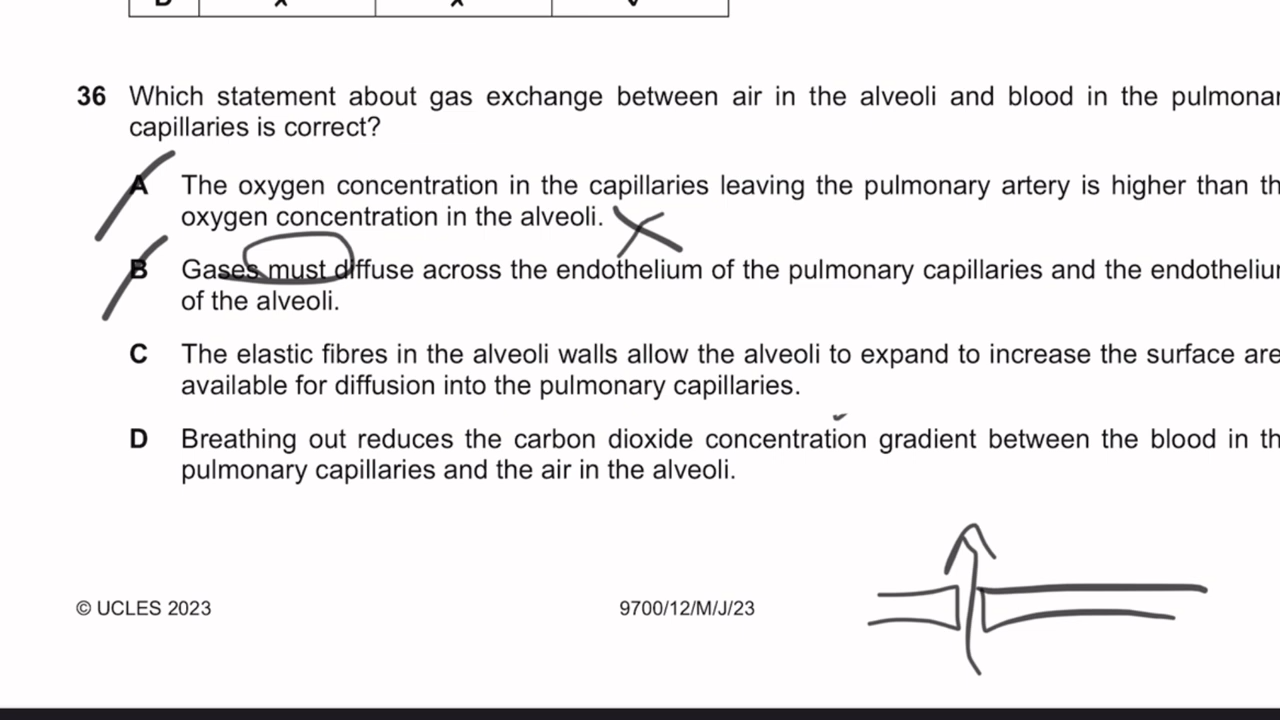 36 Which statement about gas exchange between air in the alveoli and blood in the
capillaries is correct?
A The oxygen concentration in the capillaries leaving the pulmonary artery is higher than
oxygen concentration in the alveoli.
B Gases must diffuse across the endothelium of the pulmonary capillaries and the
of the alveoli.
C The elastic fibres in the alveoli walls allow the alveoli to expand to increase the surface
available for diffusion into the pulmonary capillaries.
D Breathing out reduces the carbon dioxide concentration gradient between the blood in
pulmonary capillaries and the air in the alveoli.
© UCLES 2023 9700/12/M/J/23